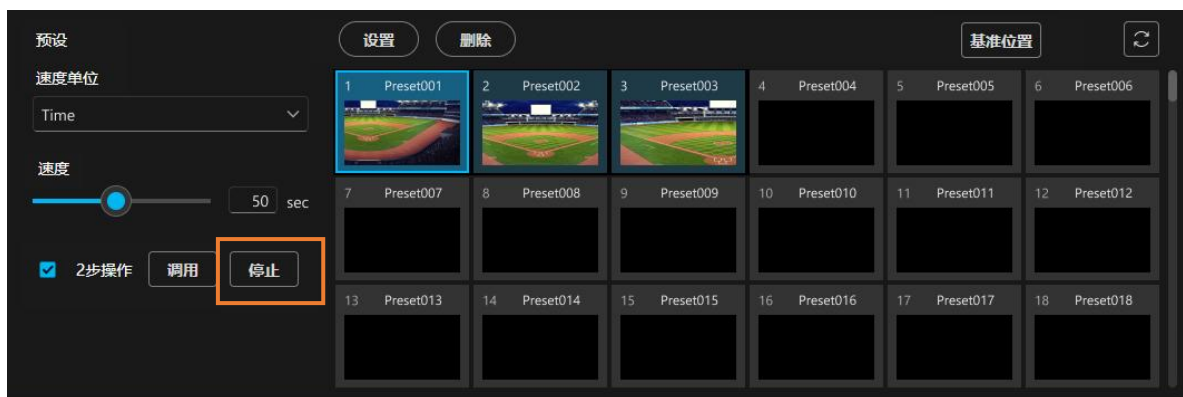 预设
设置 删除 基准位置
速度单位
Time
速度
50 sec
2步操作 调用 停止
1 Preset001 2 Preset002 3 Preset003 4 Preset004 5 Preset005 6 Preset006
7 Preset007 8 Preset008 9 Preset009 10 Preset010 11 Preset011 12 Preset012
13 Preset013 14 Preset014 15 Preset015 16 Preset016 17 Preset017 18 Preset018